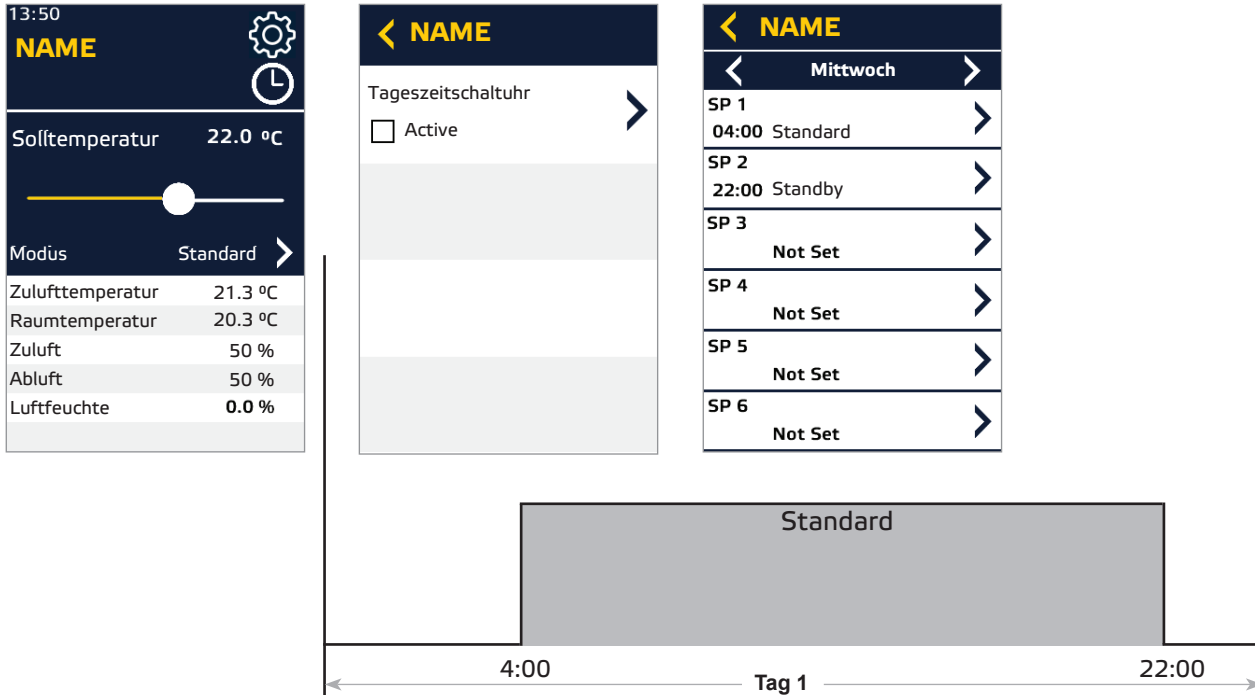 13:50
NAME
Solltemperatur 22.0 ºC
Modus Standard
Zulufttemperatur 21.3 ºC
Raumtemperatur 20.3 ºC
Zuluft 50 %
Abluft 50 %
Luftfeuchte 0.0 %
NAME
Tageszeitschaltuhr
Active
NAME
Mittwoch
SP 1
04:00 Standard
SP 2
22:00 Standby
SP 3
Not Set
SP 4
Not Set
SP 5
Not Set
SP 6
Not Set
Standard
4:00 22:00
Tag 1